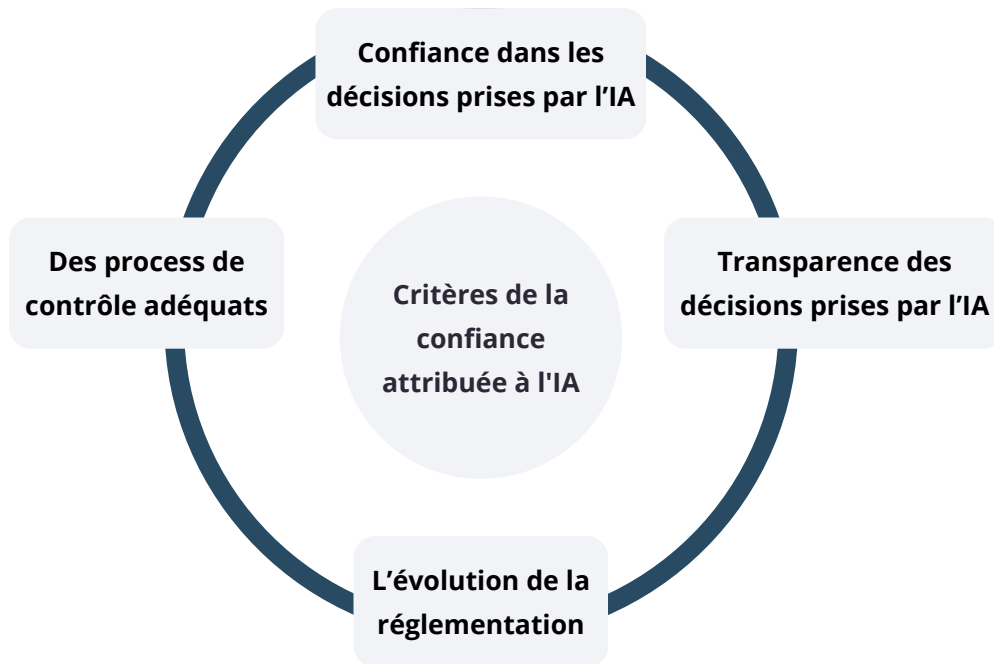 Confiance dans les
décisions prises par l’IA
Des process de
contrôle adéquats
Transparence des
décisions prises par l’IA
Critères de la
confiance
attribuée à l'IA
L’évolution de la
réglementation